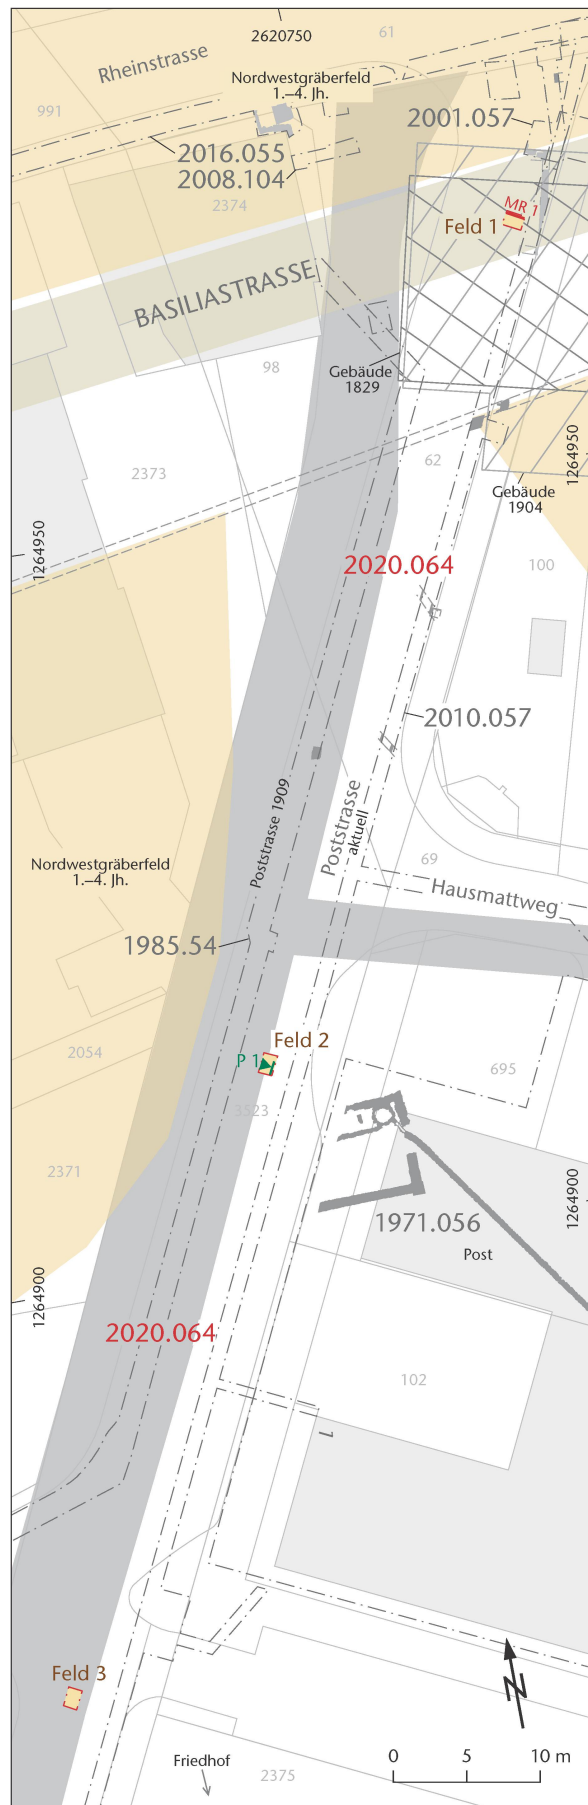 2620750
61
Rheinstrasse
Nordwestgräberfeld
1.–4. Jh.
991
2001.057
2016.055
2008.104
2374
MR 1
Feld 1
BASILIASTRASSE
98
Gebäude
1829
62
2373
1264950
Gebäude
1904
1264950
2020.064
100
2010.057
Poststrasse 1909
Poststrasse
aktuell
69
Nordwestgräberfeld
1.–4. Jh.
Hausmattweg
1985.54
Feld 2
P 1
2054
695
3523
2371
1264900
1971.056
Post
1264900
2020.064
102
1
Feld 3
Friedhof
2375
0 5 10 m